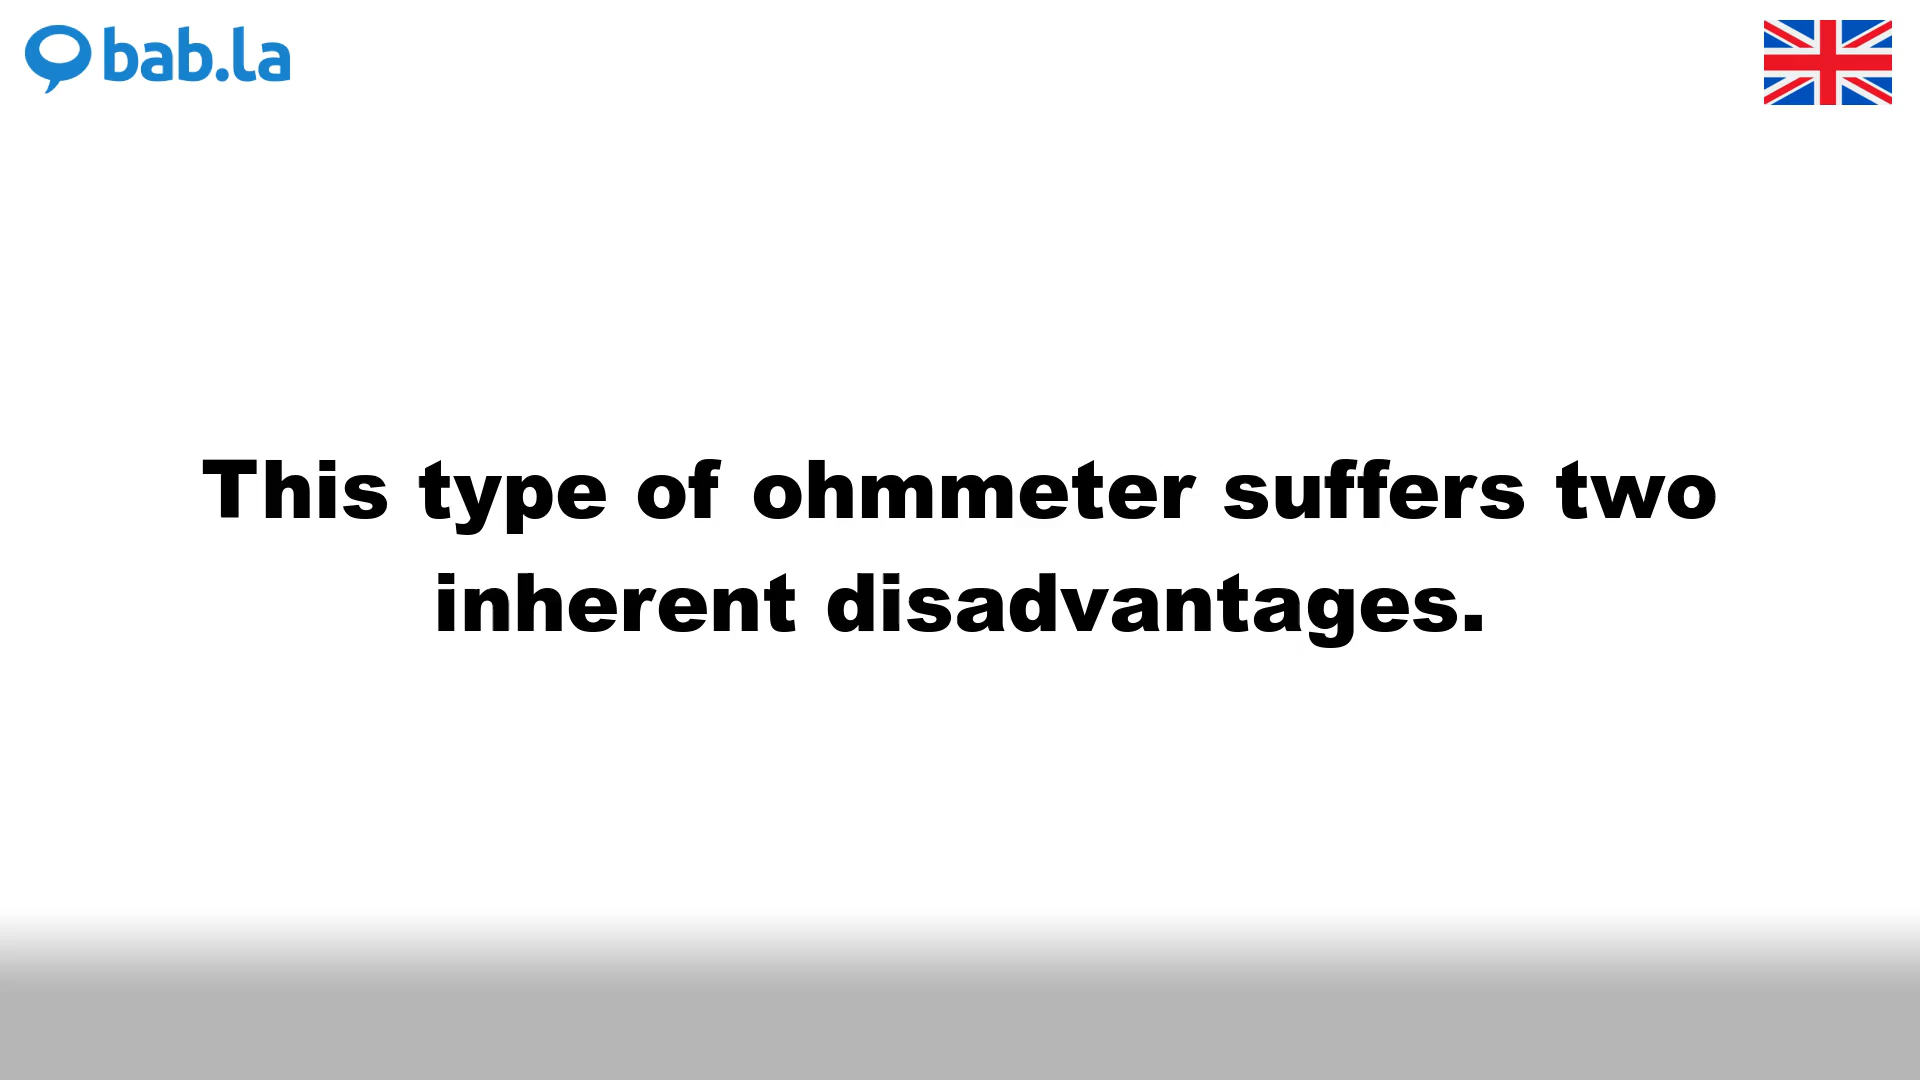 bab.la
This type of ohmmeter suffers two
inherent disadvantages.